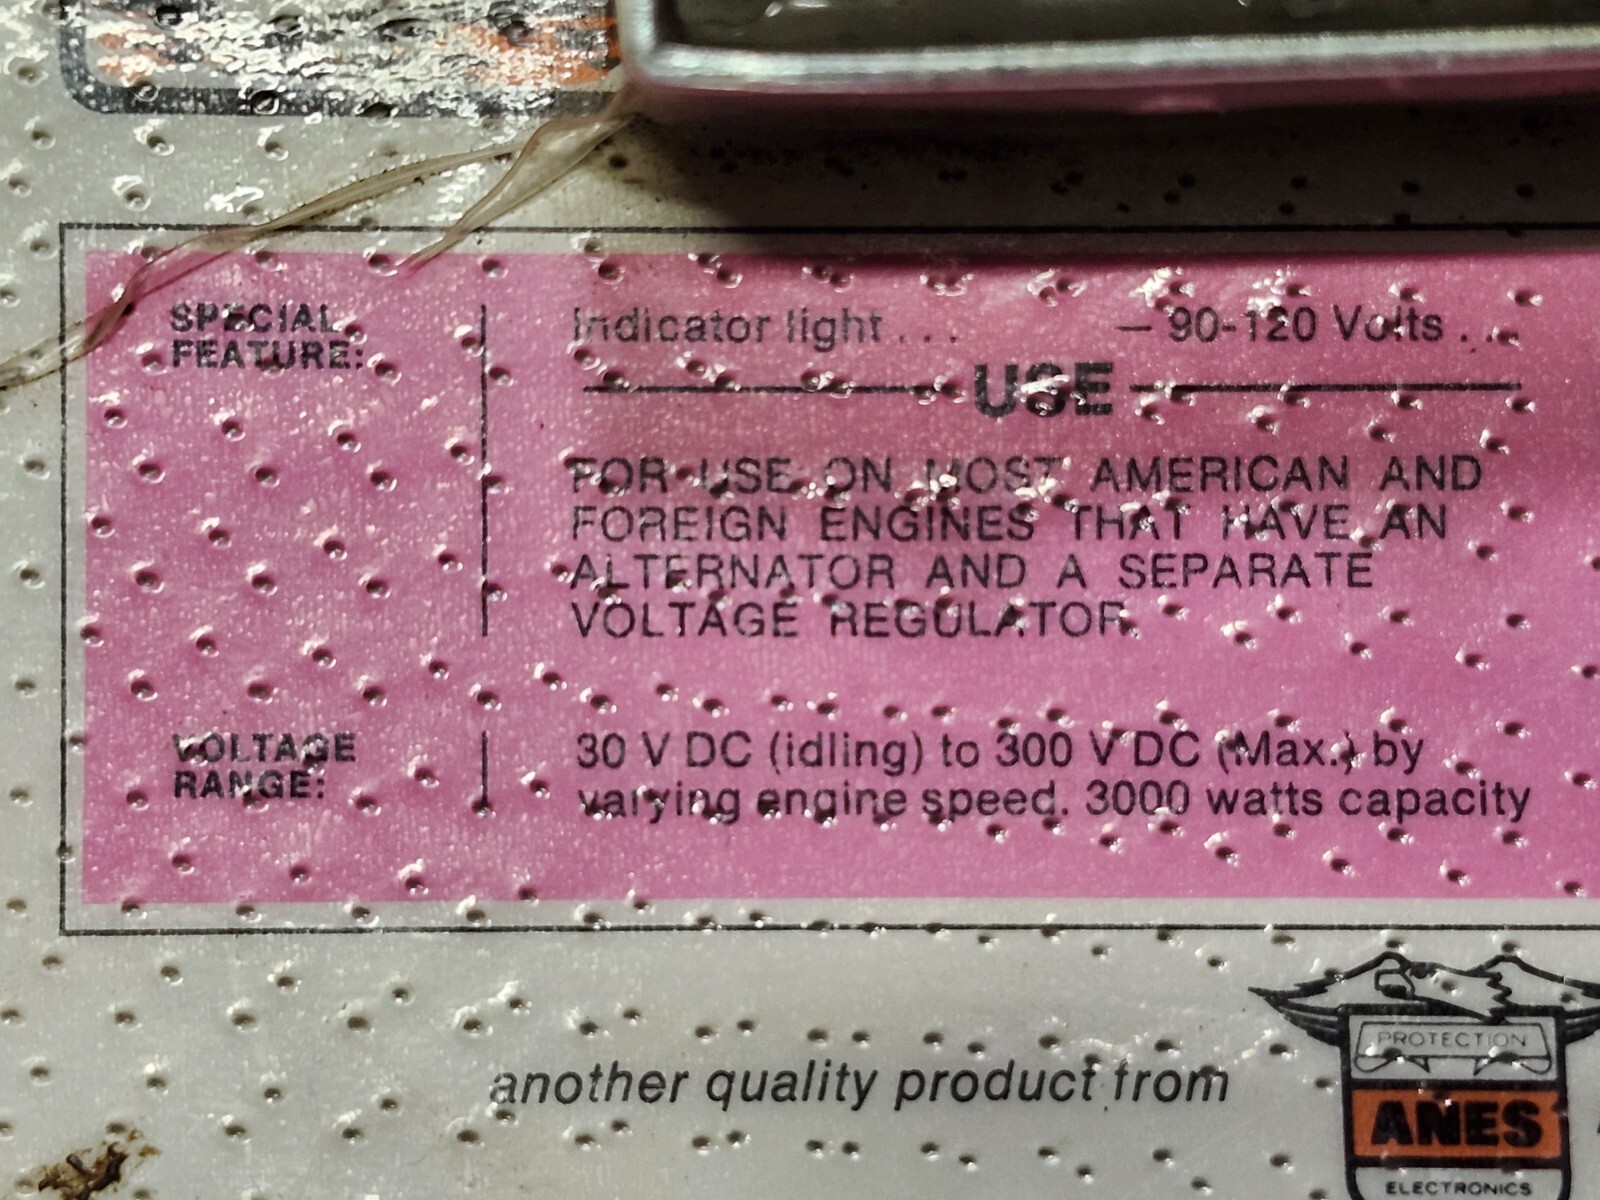 SPECIAL
FEATURE:
Indicator light . . . — 90-120 Volts . . .
USE
FOR USE ON MOST AMERICAN AND
FOREIGN ENGINES THAT HAVE AN
ALTERNATOR AND A SEPARATE
VOLTAGE REGULATOR.
VOLTAGE
RANGE:
30 V DC (idling) to 300 V DC (Max.) by
varying engine speed. 3000 watts capacity
another quality product from
PROTECTION
ANES
ELECTRONICS